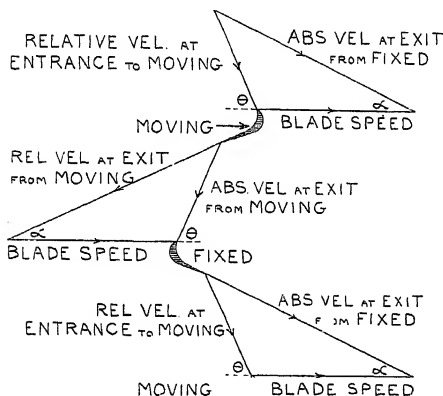 RELATIVE VEL. AT
ENTRANCE TO MOVING
ABS VEL AT EXIT
FROM FIXED
Θ
α
MOVING
BLADE SPEED
REL VEL AT EXIT
FROM MOVING
ABS. VEL AT EXIT
FROM MOVING
α
Θ
BLADE SPEED
FIXED
REL VEL. AT
ENTRANCE TO MOVING
ABS VEL AT EXIT
FIXED
Θ
α
MOVING
BLADE SPEED